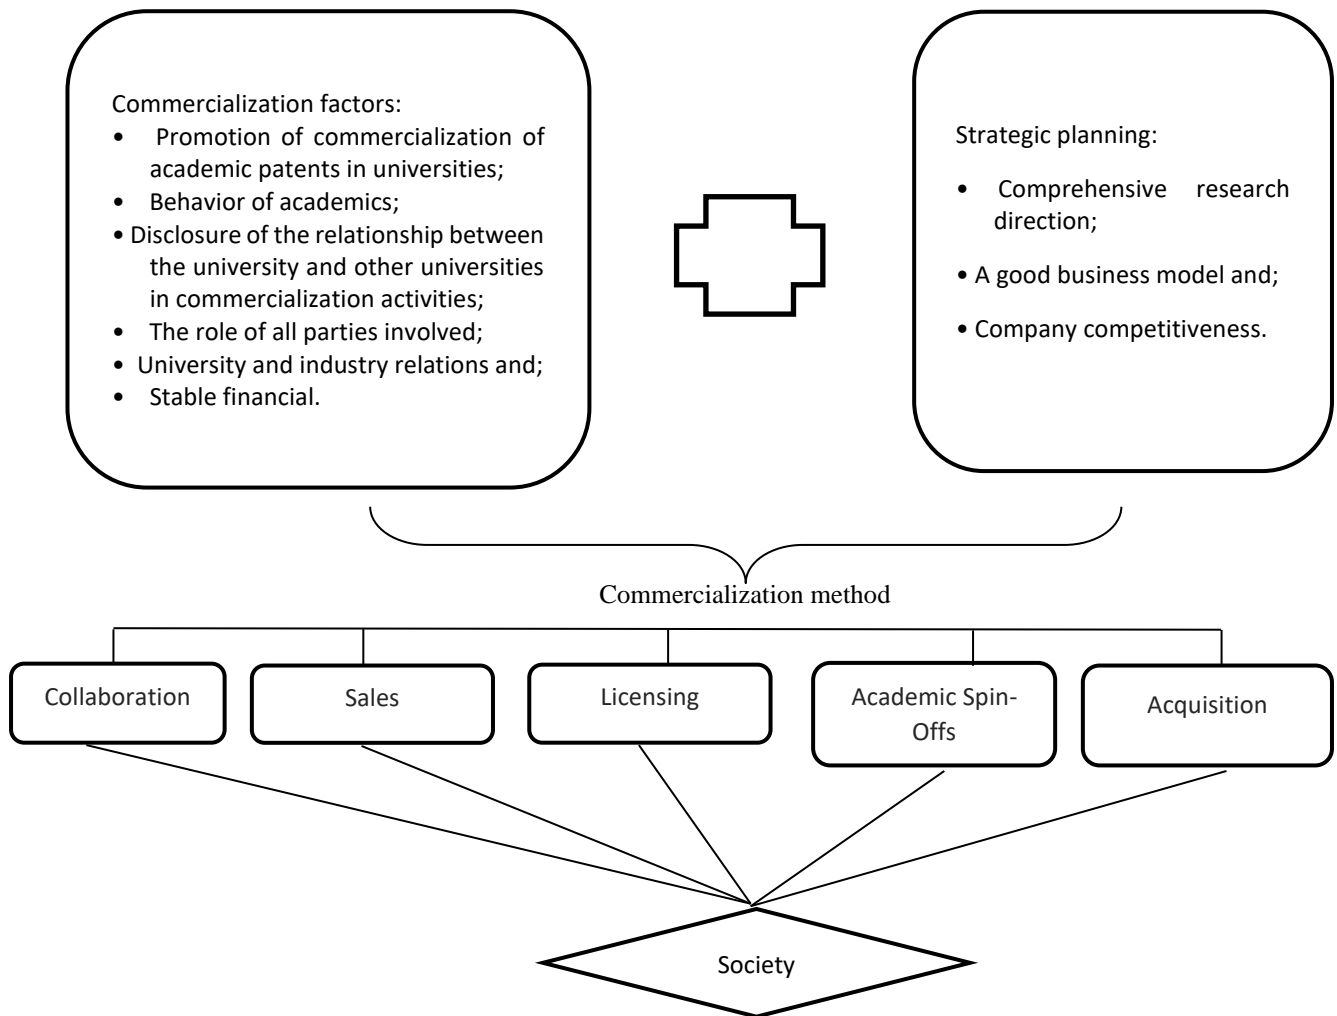 Commercialization factors:
• Promotion of commercialization of
academic patents in universities;
• Behavior of academics;
• Disclosure of the relationship between
the university and other universities
in commercialization activities;
• The role of all parties involved;
• University and industry relations and;
• Stable financial.
Strategic planning:
• Comprehensive research
direction;
• A good business model and;
• Company competitiveness.
Commercialization method
Collaboration
Sales
Licensing
Academic Spin-
Offs
Acquisition
Society